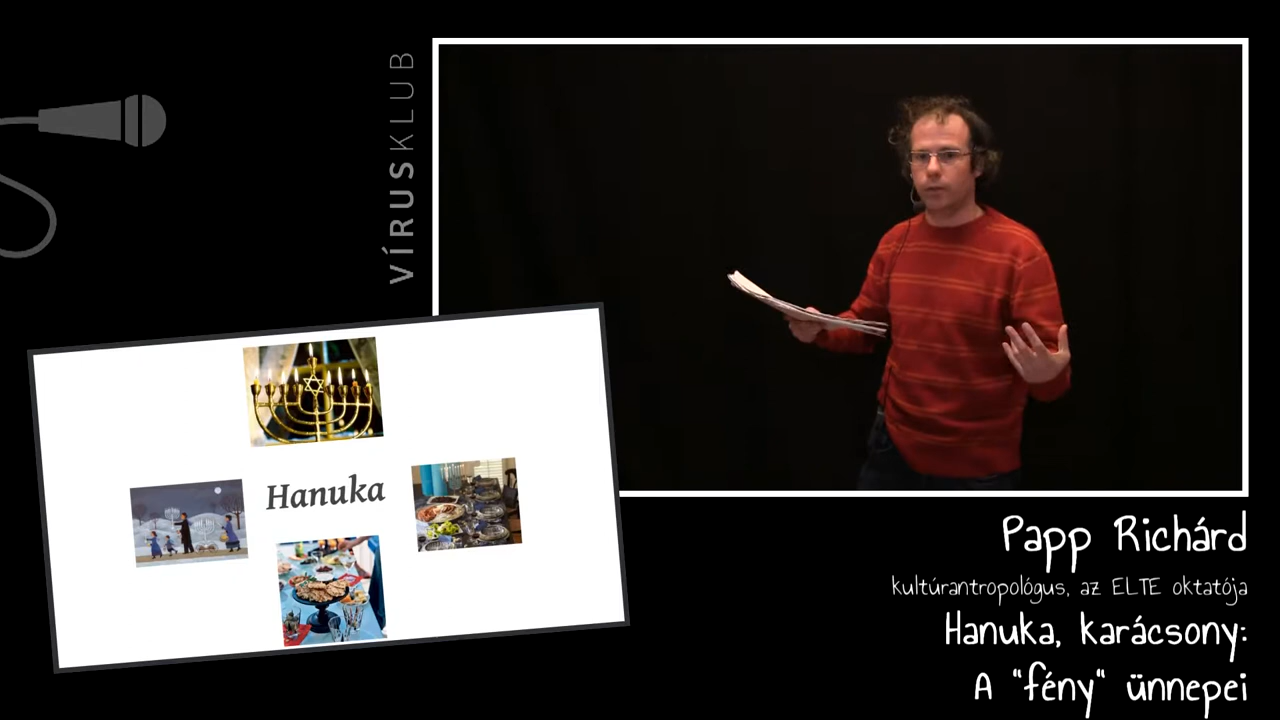 VÍRUSKLUB
Hanuka
Papp Richárd
kultúrantropológus, az ELTE oktatója
Hanuka, karácsony:
A "fény" ünnepei